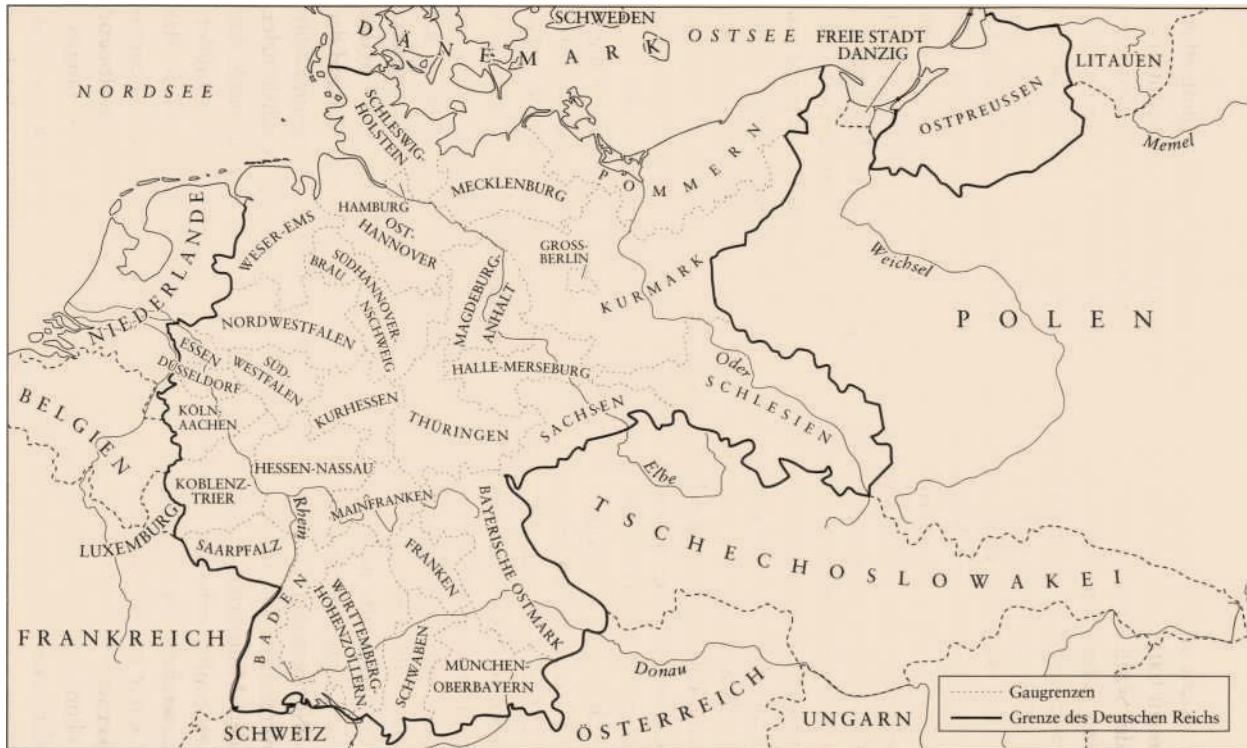 SCHWEDEN
DÄNEMARK
OSTSEE
FREIE STADT
DANZIG
LITAUEN
NORDSEE
OSTPREUSSEN
Memel
SCHLESWIG-
HOLSTEIN
MECKLENBURG
POMMERN
HAMBURG
OST-
HANNOVER
WESER-EMS
GROSS-
BERLIN
NIEDERLANDE
SÜDHANNOVER-
BRAU
NSCHWEIG
MAGDEBURG-
ANHALT
KURMARK
Weichsel
POLEN
NORDWESTFALEN
ESSEN
DÜSSELDORF
SÜD-
WESTFALEN
HALLE-MERSEBURG
Oder
SCHLESIEN
BELGIEN
KÖLN-
AACHEN
KURHESSEN
THÜRINGEN
SACHSEN
HESSEN-NASSAU
Elbe
KOBLENZ-
TRIER
Rhein
MAINFRANKEN
BAYERISCHE OSTMARK
TSCHECHOSLOWAKEI
LUXEMBURG
SAARPFALZ
FRANKEN
FRANKREICH
BADEN
WÜRTTEMBERG-
HOHENZOLLERN
SCHWABEN
MÜNCHEN-
OBERBAYERN
Donau
SCHWEIZ
ÖSTERREICH
UNGARN
Gaugrenzen
Grenze des Deutschen Reichs